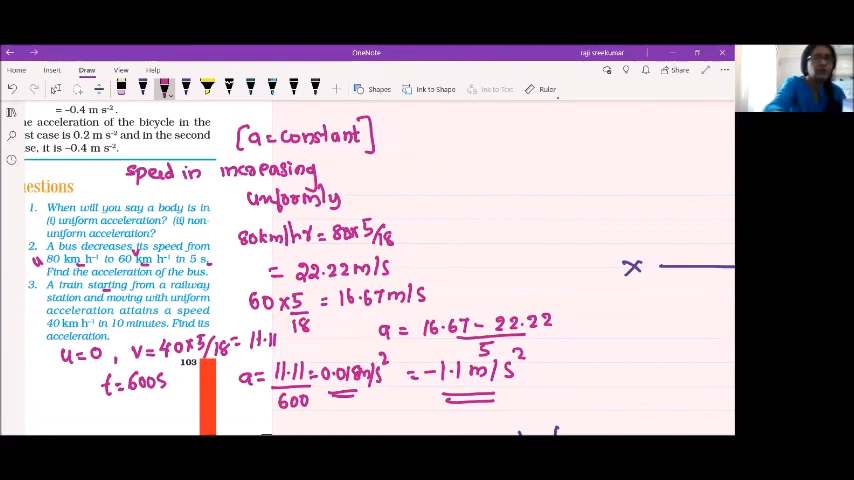 OneNote
raji sreekumar
Home Insert Draw View Help
Share
Shapes
Ink to Shape
Ink to Text
Ruler
= –0.4 m s⁻².
he acceleration of the bicycle in the
st case is 0.2 m s⁻² and in the second
se, it is –0.4 m s⁻².
uestions
1. When will you say a body is in
(i) uniform acceleration? (ii) non-
uniform acceleration?
2. A bus decreases its speed from
80 km h⁻¹ to 60 km h⁻¹ in 5 s.
Find the acceleration of the bus.
3. A train starting from a railway
station and moving with uniform
acceleration attains a speed
40 km h⁻¹ in 10 minutes. Find its
acceleration.
103
u
v
[a = constant]
speed in increasing
uniformly
80km/hr = 80×5/18
= 22.22 m/s
60 × 5/18 = 16.67 m/s
a = 16.67 – 22.22 / 5
= –1.1 m/s²
u=0, v=40×5/18 = 11.11
t=600s
a = 11.11/600 = 0.018m/s²